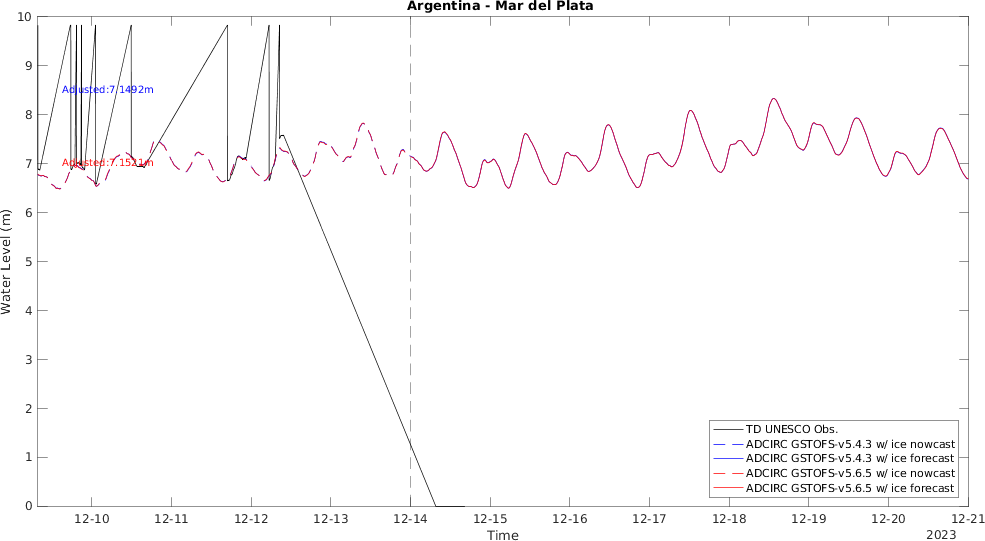 Argentina - Mar del Plata
10
9
8
7
6
5
4
3
2
1
0
Water Level (m)
Adjusted:7.1492m
Adjusted:7.1521m
TD UNESCO Obs.
ADCIRC GSTOFS-v5.4.3 w/ ice nowcast
ADCIRC GSTOFS-v5.4.3 w/ ice forecast
ADCIRC GSTOFS-v5.6.5 w/ ice nowcast
ADCIRC GSTOFS-v5.6.5 w/ ice forecast
12-10 12-11 12-12 12-13 12-14 12-15 12-16 12-17 12-18 12-19 12-20 12-21
Time
2023